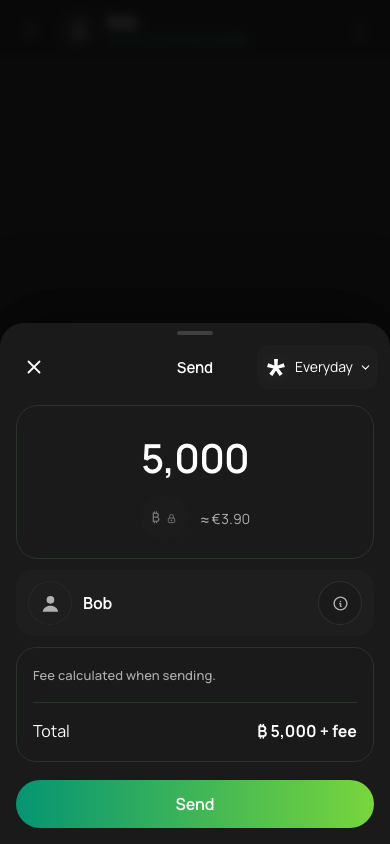 Send
Everyday
5,000
₿ ≈ €3.90
Bob
Fee calculated when sending.
Total ₿ 5,000 + fee
Send